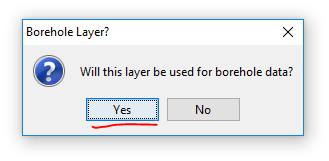 Borehole Layer?
Will this layer be used for borehole data?
Yes No